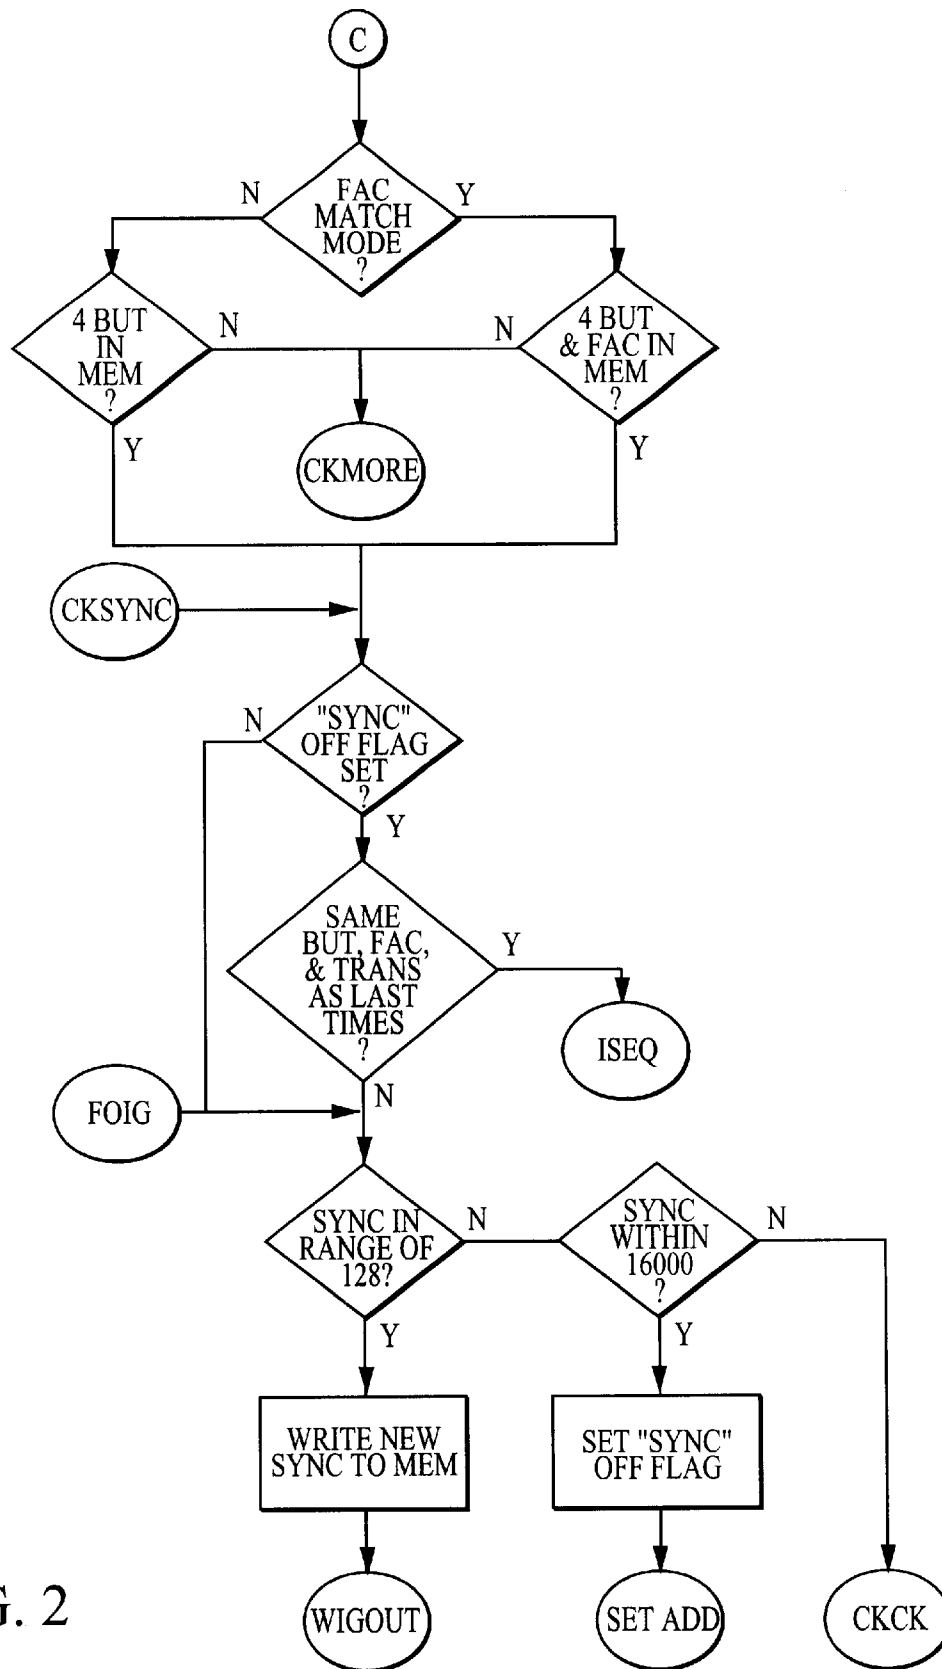 C
FAC
MATCH
MODE
?
N
Y
4 BUT
IN
MEM
?
N
Y
4 BUT
& FAC IN
MEM
?
N
Y
CKMORE
CKSYNC
"SYNC"
OFF FLAG
SET
?
N
Y
SAME
BUT, FAC,
& TRANS
AS LAST
TIMES
?
Y
N
ISEQ
FOIG
SYNC IN
RANGE OF
128?
N
Y
SYNC
WITHIN
16000
?
N
Y
WRITE NEW
SYNC TO MEM
SET "SYNC"
OFF FLAG
WIGOUT
SET ADD
CKCK
G. 2